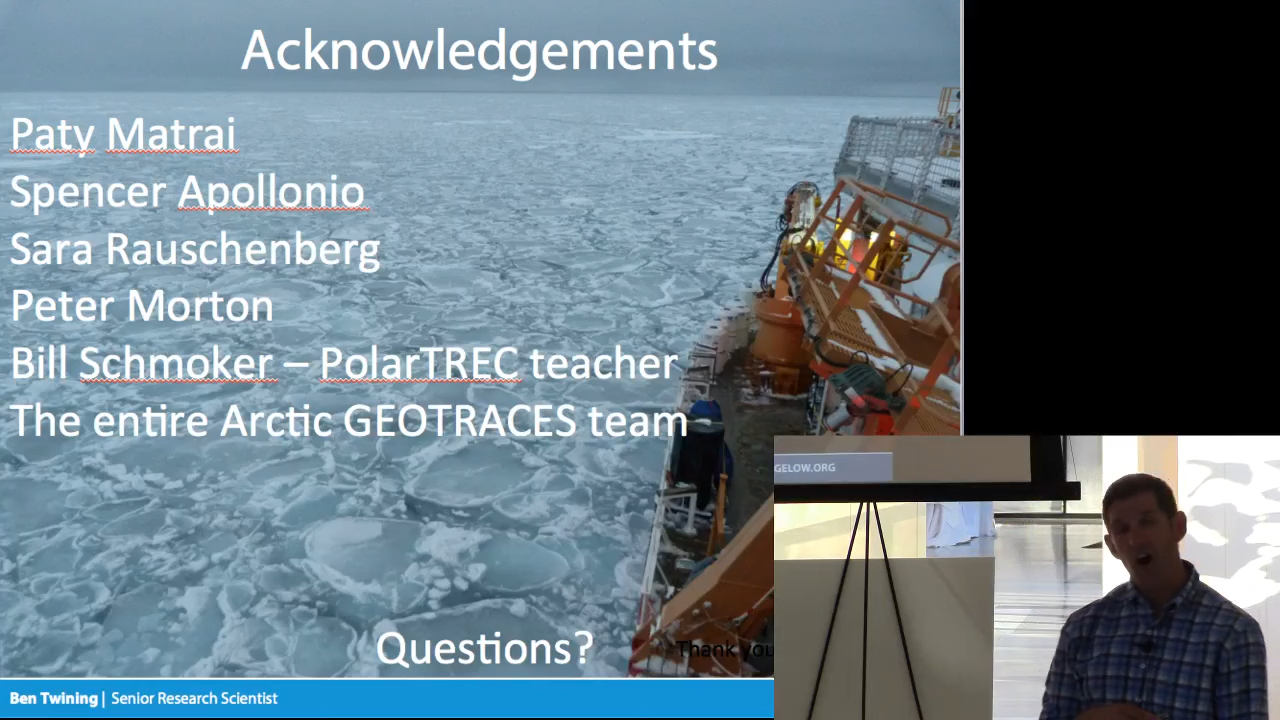 Acknowledgements
Paty Matrai
Spencer Apollonio
Sara Rauschenberg
Peter Morton
Bill Schmoker – PolarTREC teacher
The entire Arctic GEOTRACES team
Questions?
Thank you
Ben Twining | Senior Research Scientist
GELOW.ORG